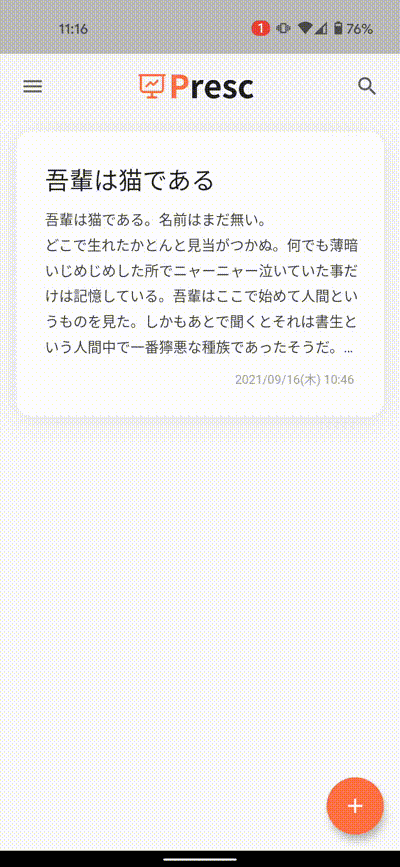 11:16
1
76%
Presc
吾輩は猫である
吾輩は猫である。名前はまだ無い。
どこで生れたかとんと見当がつかぬ。何でも薄暗
いじめじめした所でニャーニャー泣いていた事だ
けは記憶している。吾輩はここで始めて人間とい
うものを見た。しかもあとで聞くとそれは書生と
いう人間中で一番獰悪な種族であったそうだ。...
2021/09/16(木) 10:46